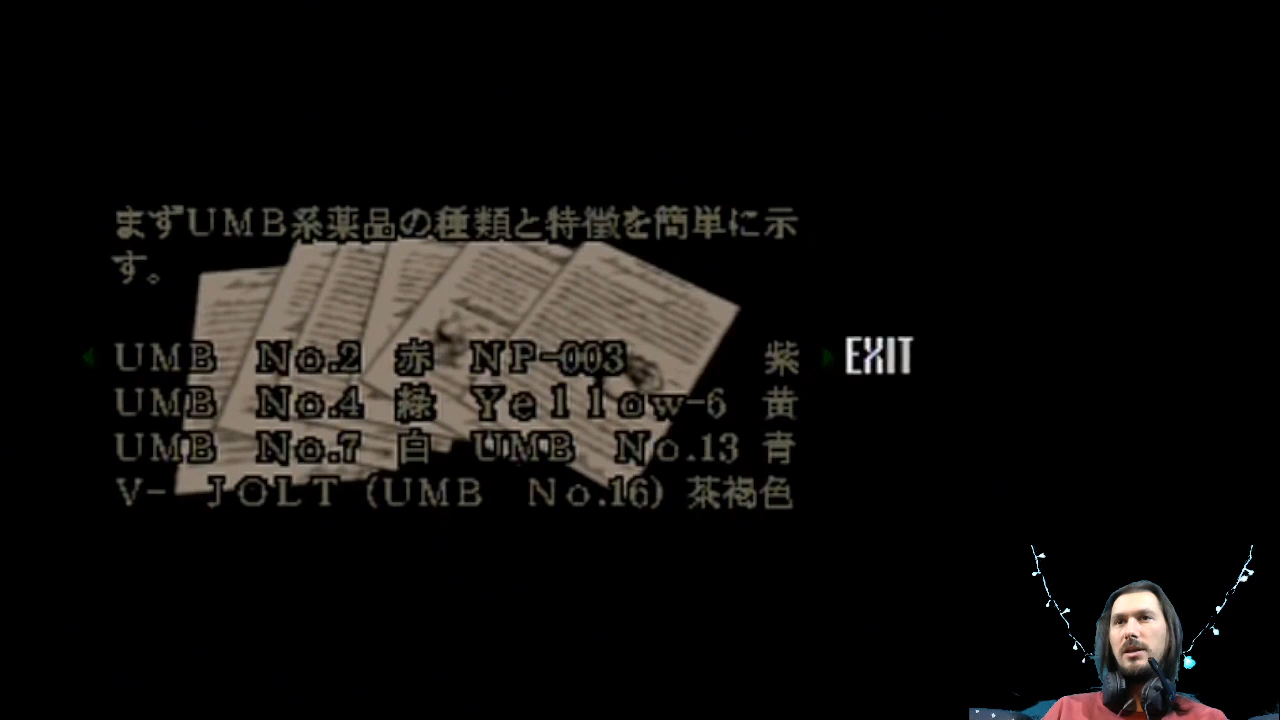 まずUMB系薬品の種類と特徴を簡単に示
す。
UMB No.2 赤 NP-003 紫
EXIT
UMB No.4 緑 Yellow-6 黄
UMB No.7 白 UMB No.13 青
V- JOLT (UMB No.16) 茶褐色